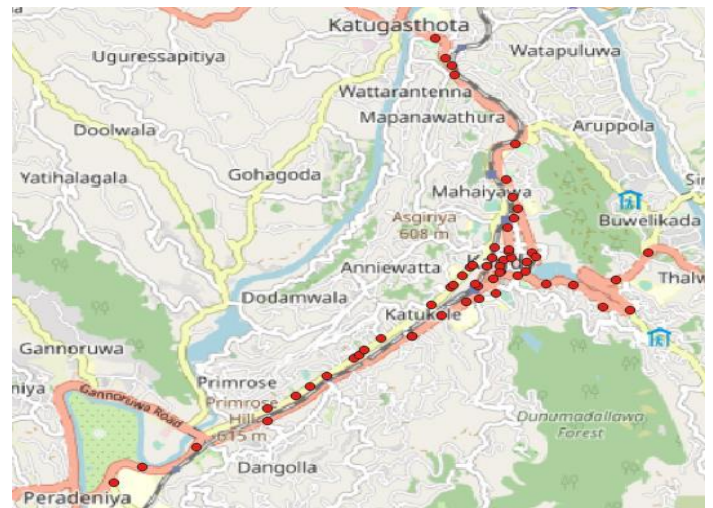 Katugasthota
Watapuluwa
Uguressapitiya
Wattarantenna
Mapanawathura
Doolwala
Aruppola
Yatihalagala
Gohagoda
Mahaiyawa
Asgiriya
608 m
Buwelikada
Anniewatta
Thalw
Dodamwala
Katukele
Gannoruwa
Primrose
niya
Gannoruwa Road
Primrose
Hill
615 m
Dunumadallawa
Forest
Dangolla
Peradeniya